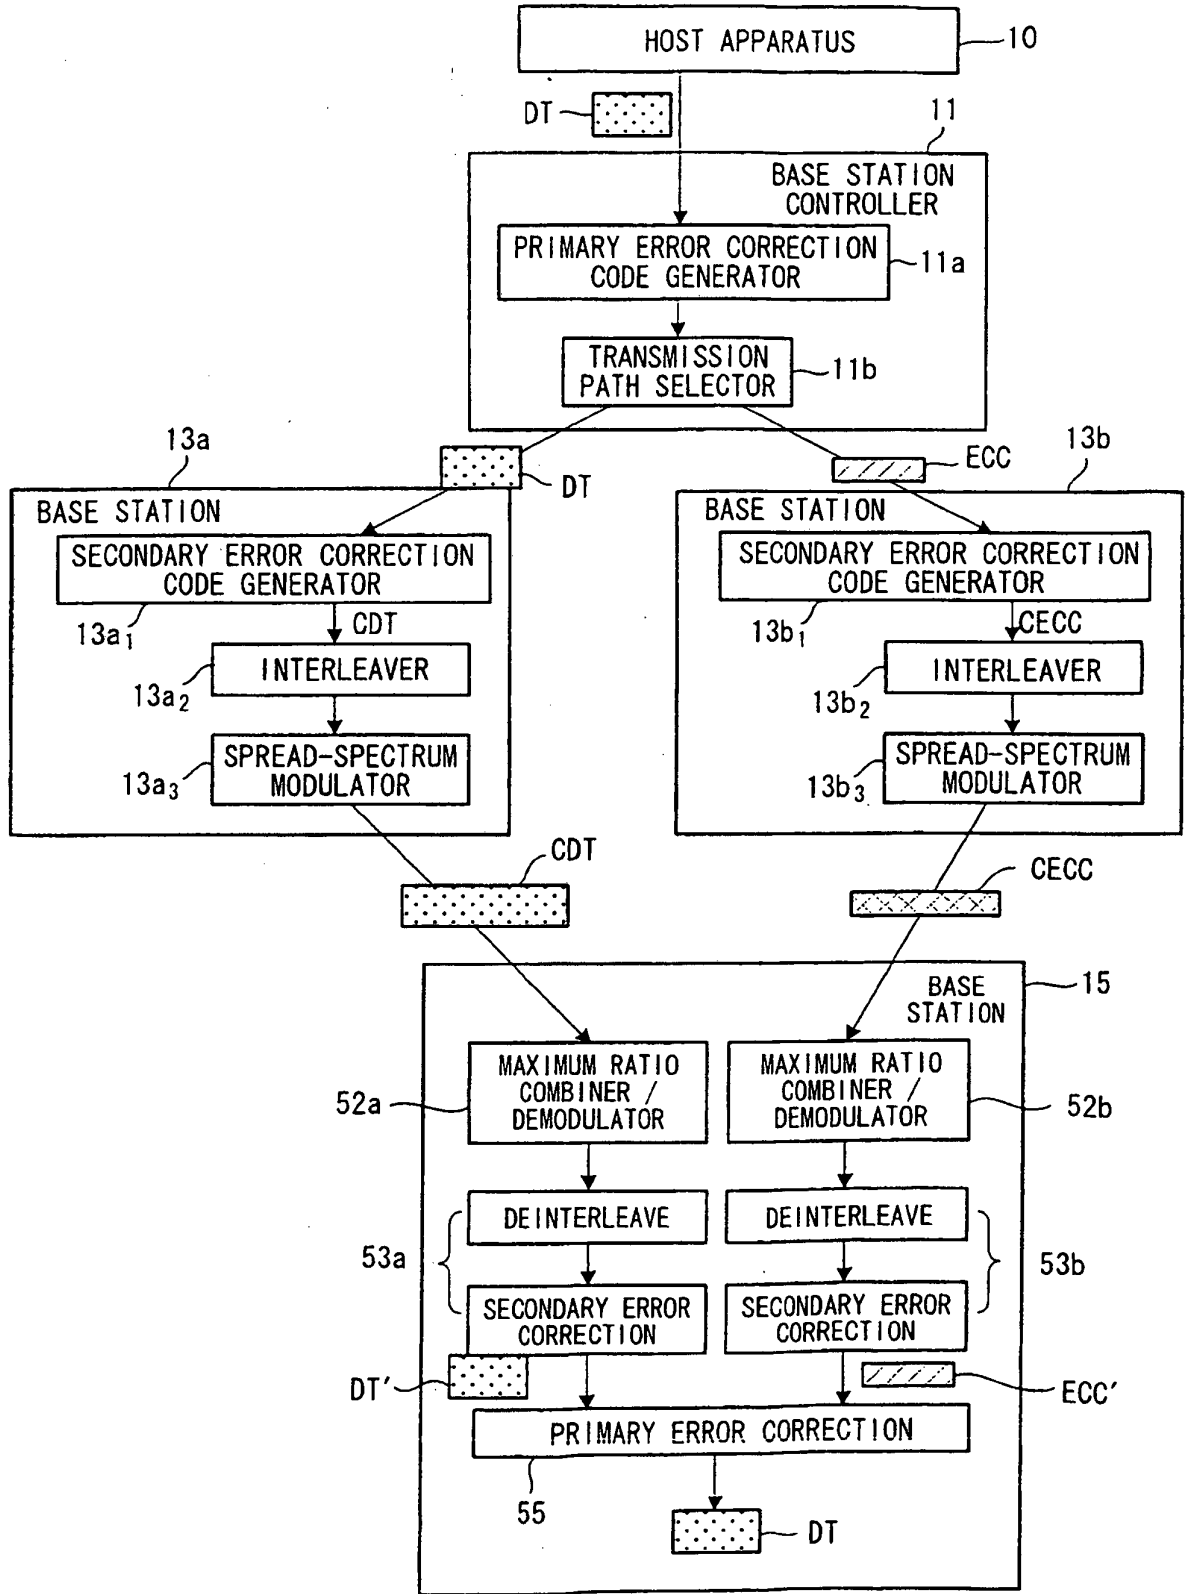 HOST APPARATUS
10
DT
11
BASE STATION
CONTROLLER
PRIMARY ERROR CORRECTION
CODE GENERATOR
11a
TRANSMISSION
PATH SELECTOR
11b
13a
DT
ECC
13b
BASE STATION
SECONDARY ERROR CORRECTION
CODE GENERATOR
13a1
CDT
INTERLEAVER
13a2
SPREAD-SPECTRUM
MODULATOR
13a3
BASE STATION
SECONDARY ERROR CORRECTION
CODE GENERATOR
13b1
CECC
INTERLEAVER
13b2
SPREAD-SPECTRUM
MODULATOR
13b3
CDT
CECC
BASE
STATION
15
MAXIMUM RATIO
COMBINER /
DEMODULATOR
52a
MAXIMUM RATIO
COMBINER /
DEMODULATOR
52b
DEINTERLEAVE
DEINTERLEAVE
53a
53b
SECONDARY ERROR
CORRECTION
SECONDARY ERROR
CORRECTION
DT′
ECC′
PRIMARY ERROR CORRECTION
55
DT